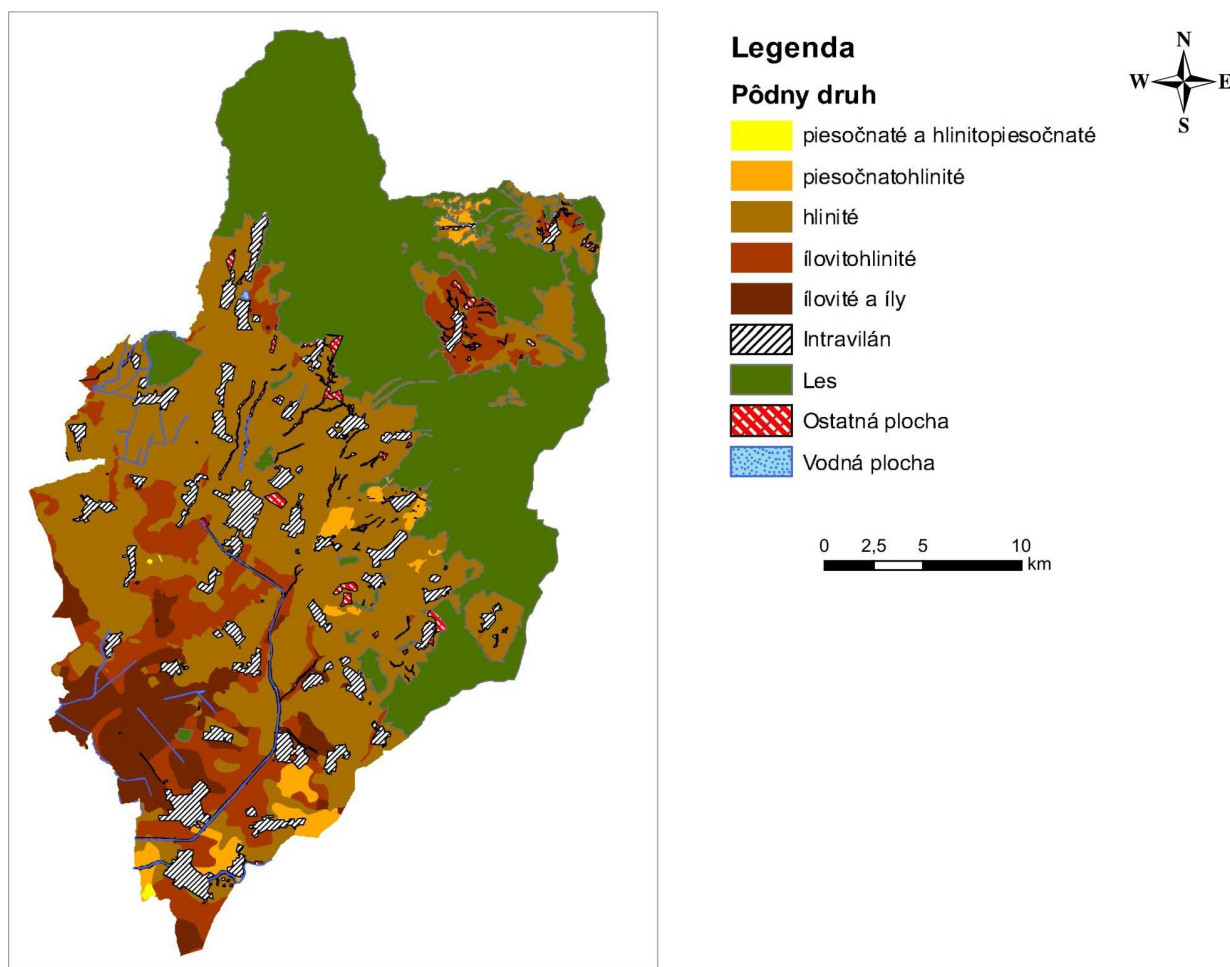 Legenda
Pôdny druh
piesočnaté a hlinitopiesočnaté
piesočnatohlinité
hlinité
ílovitohlinité
ílovité a íly
Intravilán
Les
Ostatná plocha
Vodná plocha
0 2,5 5 10
km
N
W E
S